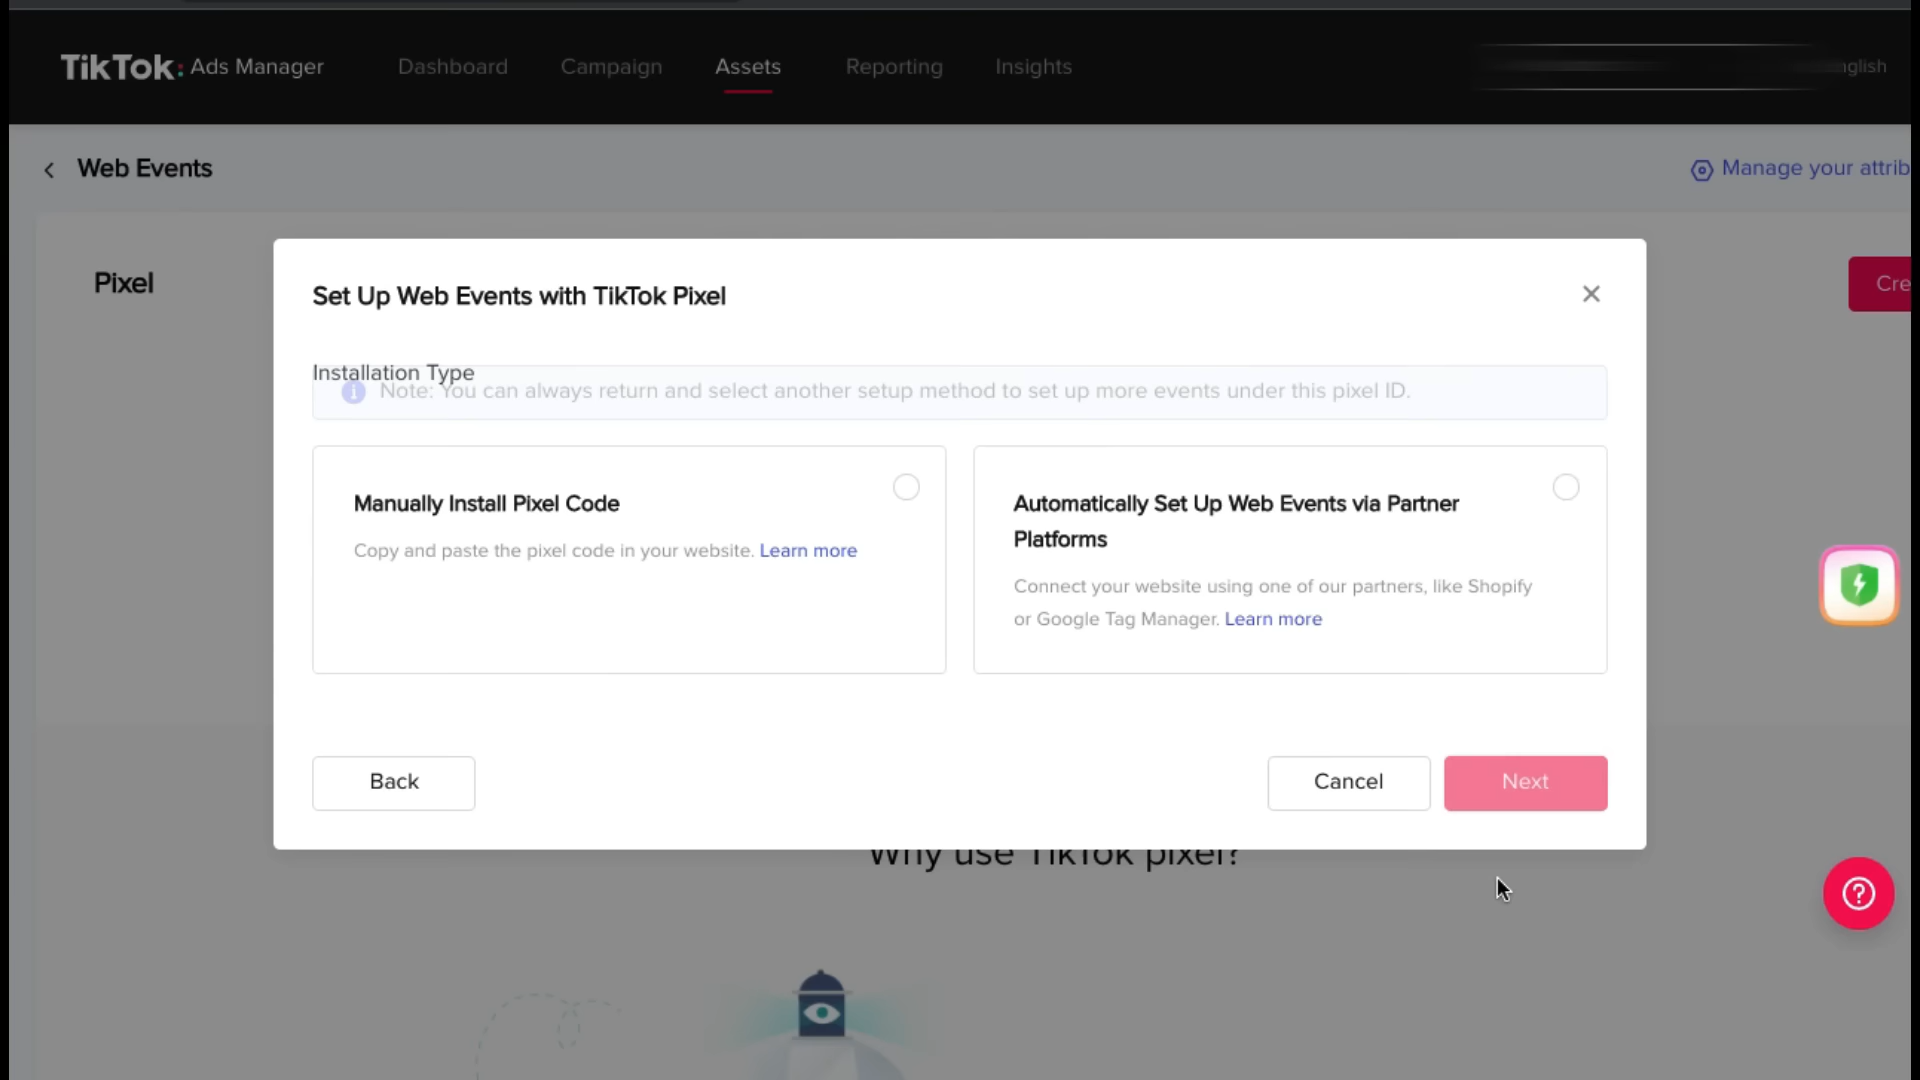 TikTok: Ads Manager Dashboard Campaign Assets Reporting Insights
Web Events
Manage your
Pixel
Set Up Web Events with TikTok Pixel
Installation Type
Note: You can always return and select another setup method to set up more events under this pixel ID.
Manually Install Pixel Code
Copy and paste the pixel code in your website. Learn more
Automatically Set Up Web Events via Partner
Platforms
Connect your website using one of our partners, like Shopify
or Google Tag Manager. Learn more
Back
Cancel
Next
Why use TikTok pixel?